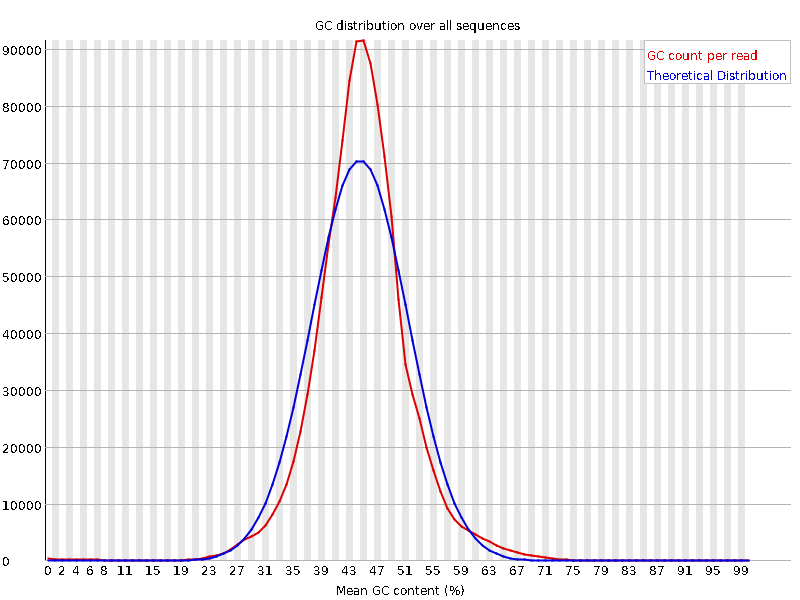 GC distribution over all sequences
GC count per read
Theoretical Distribution
90000
80000
70000
60000
50000
40000
30000
20000
10000
0
0 2 4 6 8 11 15 19 23 27 31 35 39 43 47 51 55 59 63 67 71 75 79 83 87 91 95 99
Mean GC content (%)